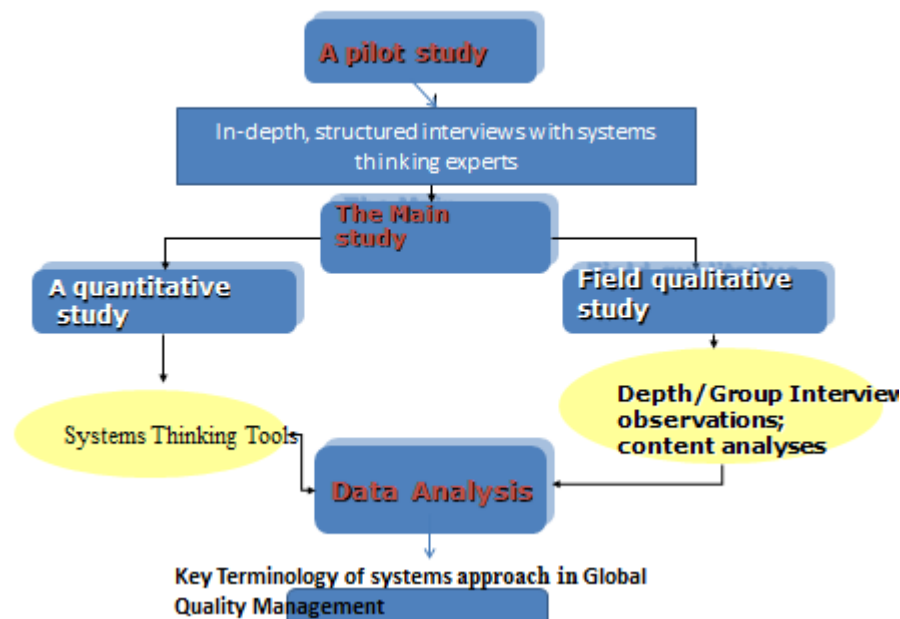 A pilot study
In-depth, structured interviews with systems
thinking experts
The Main
study
A quantitative
study
Field qualitative
study
Systems Thinking Tools
Depth/Group Interview
observations;
content analyses
Data Analysis
Key Terminology of systems approach in Global
Quality Management